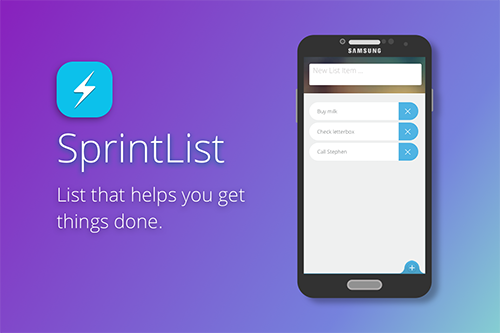 SprintList
List that helps you get
things done.
SAMSUNG
New List Item ...
Buy milk
Check letterbox
Call Stephen